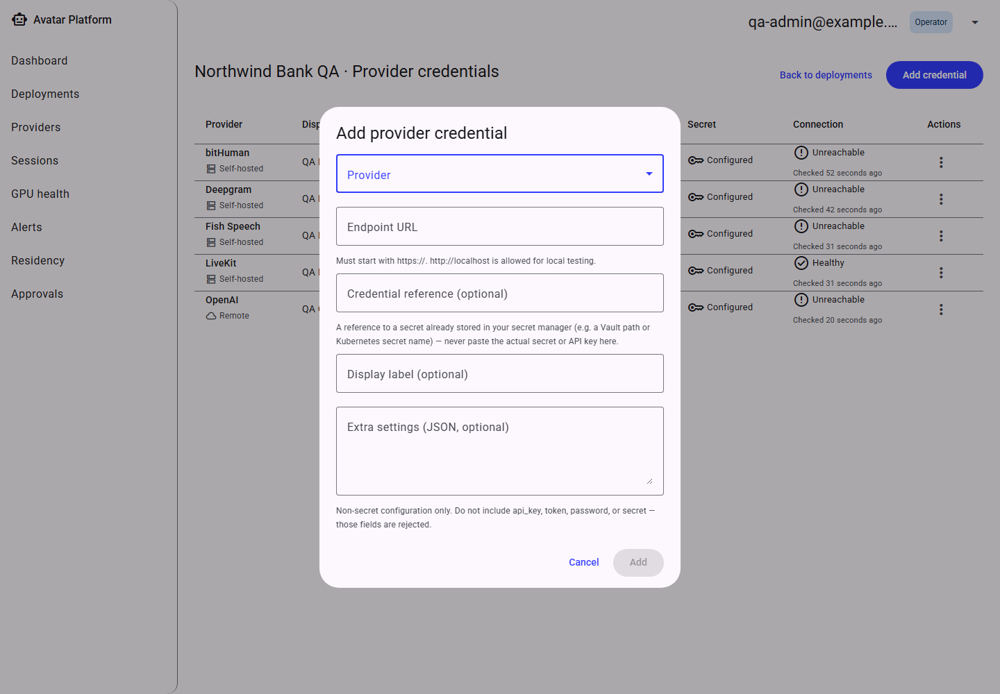 Avatar Platform
qa-admin@example....
Operator
Dashboard
Deployments
Providers
Sessions
GPU health
Alerts
Residency
Approvals
Northwind Bank QA · Provider credentials
Back to deployments
Add credential
Provider
Secret
Connection
Actions
bitHuman
Self-hosted
QA
Configured
Unreachable
Checked 52 seconds ago
Deepgram
Self-hosted
QA
Configured
Unreachable
Checked 42 seconds ago
Fish Speech
Self-hosted
QA
Configured
Unreachable
Checked 31 seconds ago
LiveKit
Self-hosted
QA
Configured
Healthy
Checked 31 seconds ago
OpenAI
Remote
QA
Configured
Unreachable
Checked 20 seconds ago
Add provider credential
Provider
Endpoint URL
Must start with https://. http://localhost is allowed for local testing.
Credential reference (optional)
A reference to a secret already stored in your secret manager (e.g. a Vault path or
Kubernetes secret name) — never paste the actual secret or API key here.
Display label (optional)
Extra settings (JSON, optional)
Non-secret configuration only. Do not include api_key, token, password, or secret —
those fields are rejected.
Cancel
Add